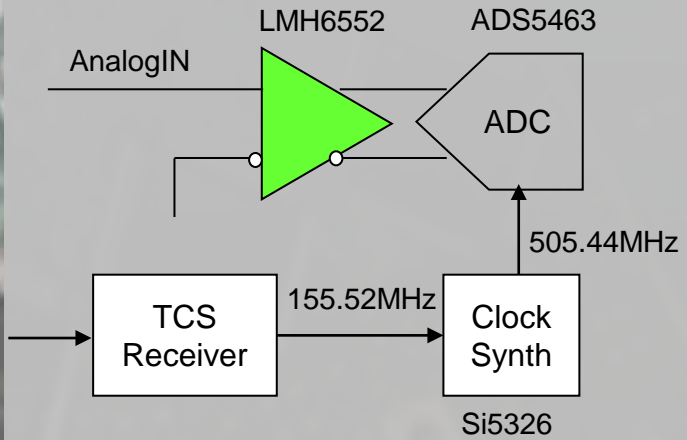 LMH6552
ADS5463
AnalogIN
ADC
505.44MHz
TCS
Receiver
155.52MHz
Clock
Synth
Si5326